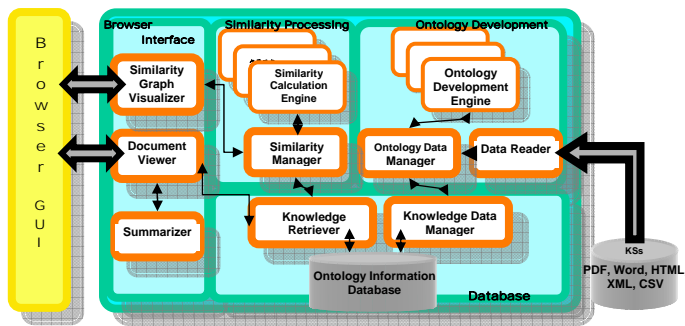 Browser GUI
Browser
Interface
Similarity Processing
Ontology Development
Similarity
Graph
Visualizer
Similarity
Calculation
Engine
Ontology
Development
Engine
Document
Viewer
Similarity
Manager
Ontology Data
Manager
Data Reader
Summarizer
Knowledge
Retriever
Knowledge Data
Manager
Ontology Information
Database
Database
KSs
PDF, Word, HTML
XML, CSV